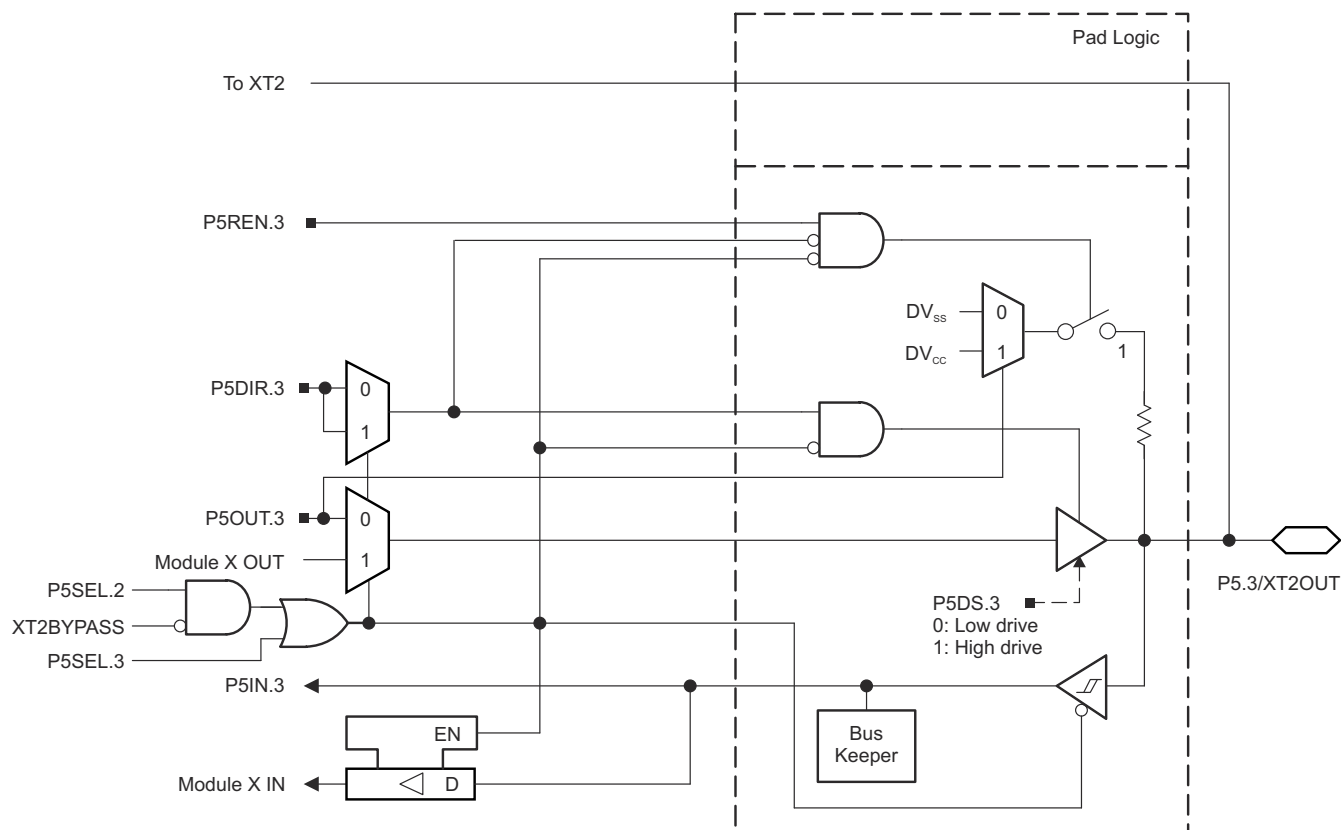 Pad Logic
To XT2
P5REN.3
DVSS
0
DVCC
1
1
P5DIR.3
0
1
P5OUT.3
0
Module X OUT
1
P5SEL.2
XT2BYPASS
P5SEL.3
P5.3/XT2OUT
P5DS.3
0: Low drive
1: High drive
P5IN.3
EN
Bus
Keeper
Module X IN
D